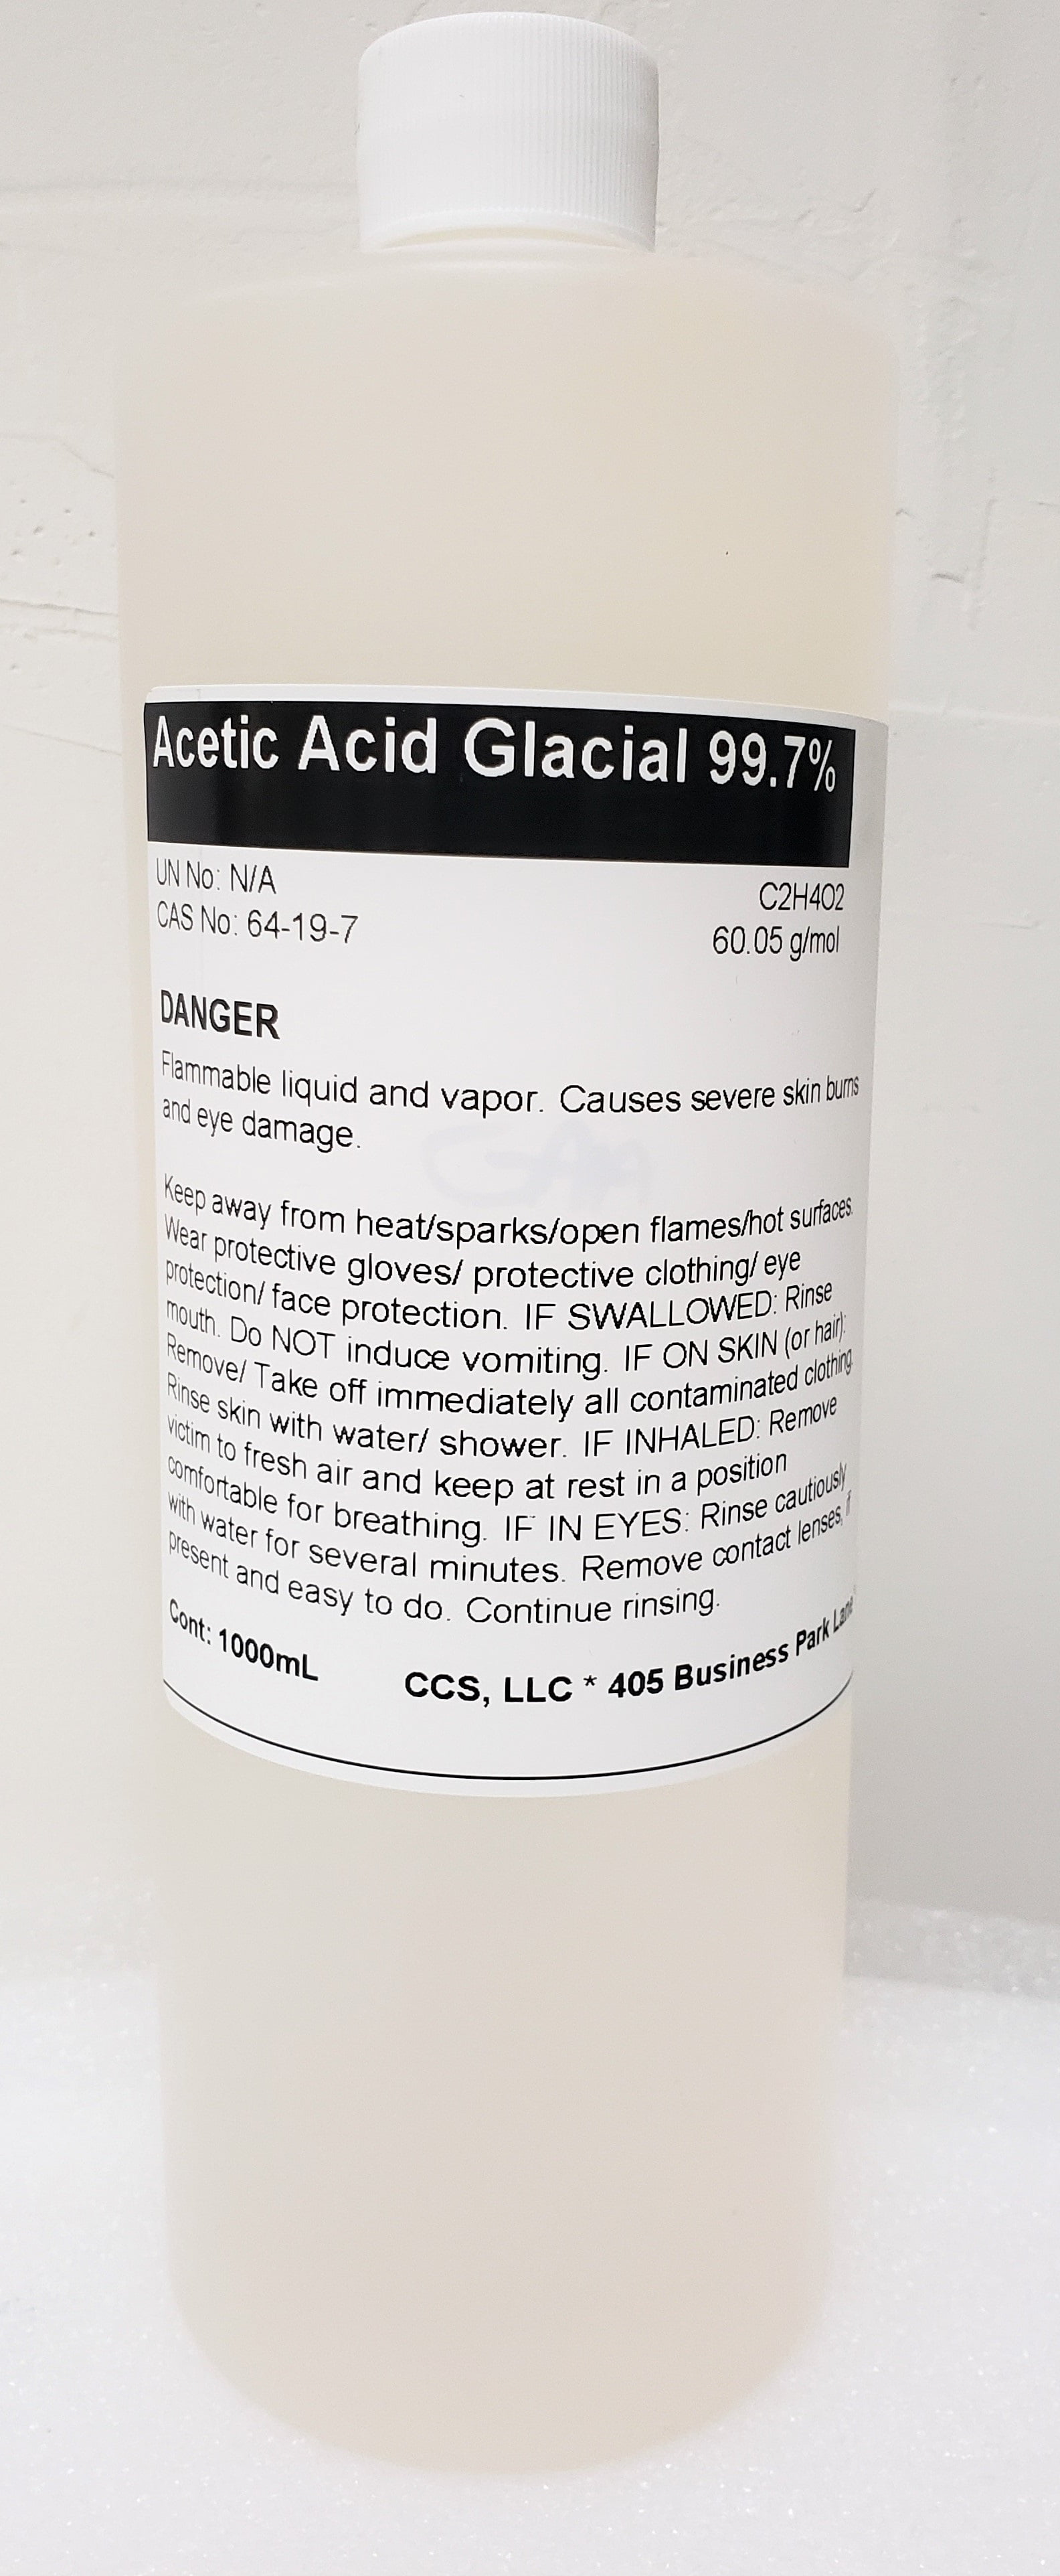 Acetic Acid Glacial 99.7%
UN No: N/A
C2H4O2
CAS No: 64-19-7
60.05 g/mol
DANGER
Flammable liquid and vapor. Causes severe skin burns
and eye damage.
Keep away from heat/sparks/open flames/hot surfaces.
Wear protective gloves/ protective clothing/ eye
protection/ face protection. IF SWALLOWED: Rinse
mouth. Do NOT induce vomiting. IF ON SKIN (or hair):
Remove/ Take off immediately all contaminated clothing.
Rinse skin with water/ shower. IF INHALED: Remove
victim to fresh air and keep at rest in a position
comfortable for breathing. IF IN EYES: Rinse cautiously
with water for several minutes. Remove contact lenses, if
present and easy to do. Continue rinsing.
Cont: 1000mL
CCS, LLC * 405 Business Park Lane